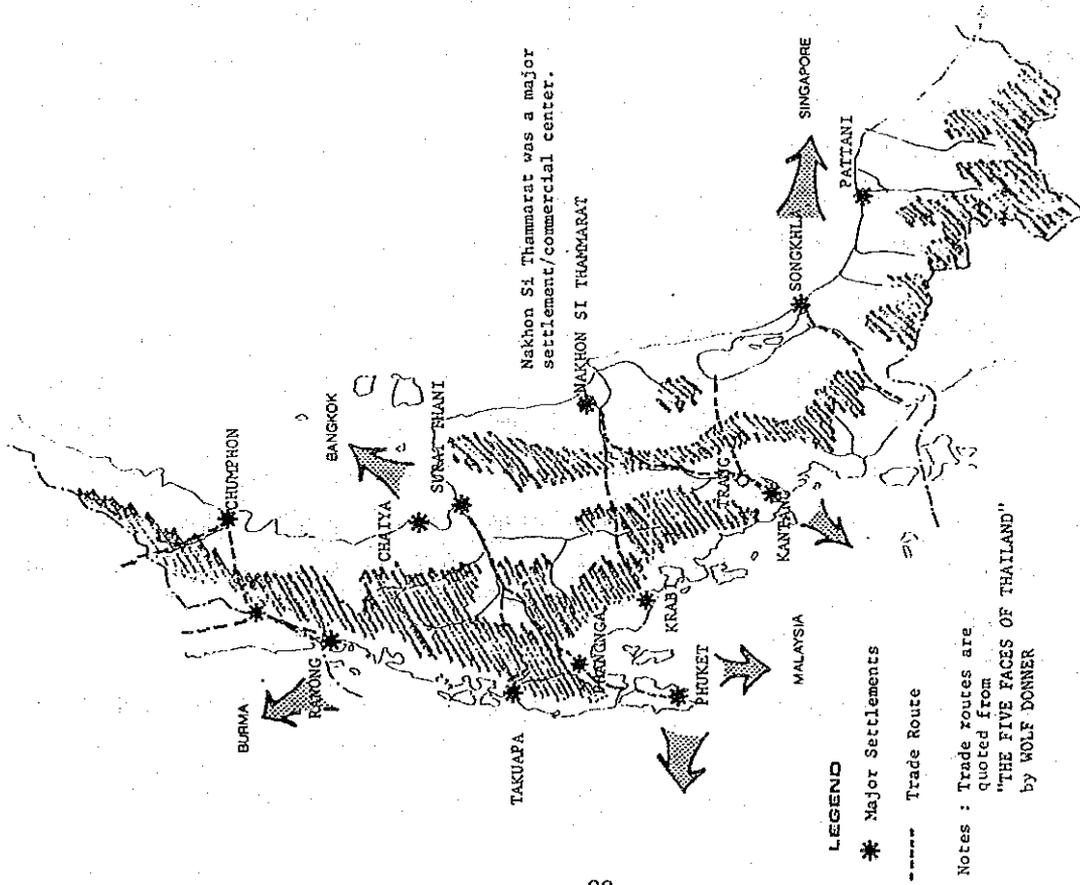 BURMA
RANONG
CHUMPHON
BANGKOK
CHAIYA
SURAT THANI
TAKUAPA
PHANGNGA
Nakhon Si Thammarat was a major
settlement/commercial center.
NAKHON SI THAMMARAT
KRABI
PHUKET
TRANG
KANTANG
MALAYSIA
SONGKHLA
SINGAPORE
PATTANI
LEGEND
Major Settlements
Trade Route
Notes : Trade routes are
quoted from
"THE FIVE FACES OF THAILAND"
by WOLF DONNER